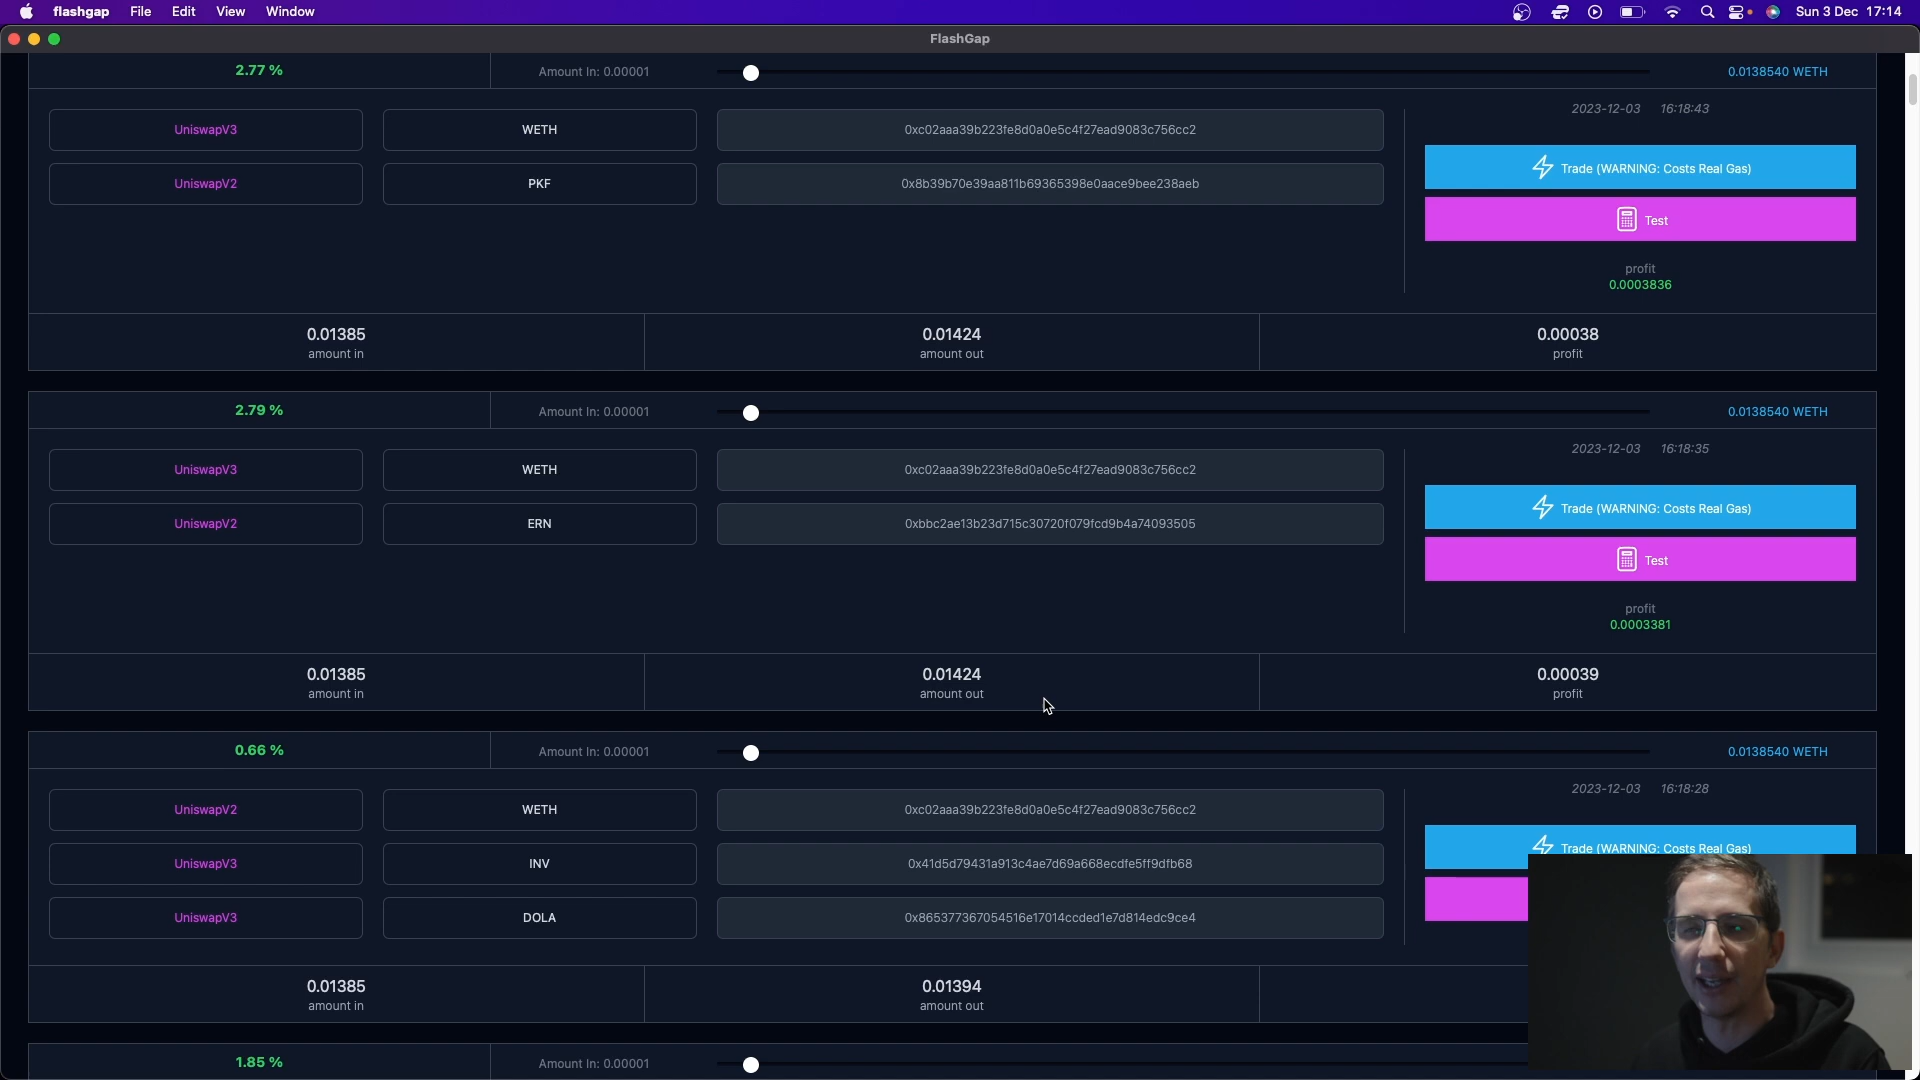 flashgap File Edit View Window Sun 3 Dec 17:14
FlashGap
2.77 % Amount In: 0.00001 0.0138540 WETH
2023-12-03 16:18:43
UniswapV3 WETH 0xc02aaa39b223fe8d0a0e5c4f27ead9083c756cc2
Trade (WARNING: Costs Real Gas)
UniswapV2 PKF 0x8b39b70e39aa811b69365398e0aace9bee238aeb
Test
profit
0.0003836
0.01385 0.01424 0.00038
amount in amount out profit
2.79 % Amount In: 0.00001 0.0138540 WETH
2023-12-03 16:18:35
UniswapV3 WETH 0xc02aaa39b223fe8d0a0e5c4f27ead9083c756cc2
Trade (WARNING: Costs Real Gas)
UniswapV2 ERN 0xbbc2ae13b23d715c30720f079fcd9b4a74093505
Test
profit
0.0003381
0.01385 0.01424 0.00039
amount in amount out profit
0.66 % Amount In: 0.00001 0.0138540 WETH
2023-12-03 16:18:28
UniswapV2 WETH 0xc02aaa39b223fe8d0a0e5c4f27ead9083c756cc2
Trade (WARNING: Costs Real Gas)
UniswapV3 INV 0x41d5d79431a913c4ae7d69a668ecdfe5ff9dfb68
UniswapV3 DOLA 0x865377367054516e17014ccded1e7d814edc9ce4
0.01385 0.01394
amount in amount out
1.85 % Amount In: 0.00001